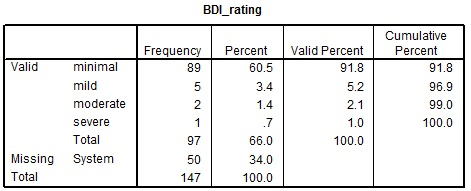 BDI_rating
Frequency Percent Valid Percent Cumulative Percent
Valid minimal 89 60.5 91.8 91.8
mild 5 3.4 5.2 96.9
moderate 2 1.4 2.1 99.0
severe 1 .7 1.0 100.0
Total 97 66.0 100.0
Missing System 50 34.0
Total 147 100.0